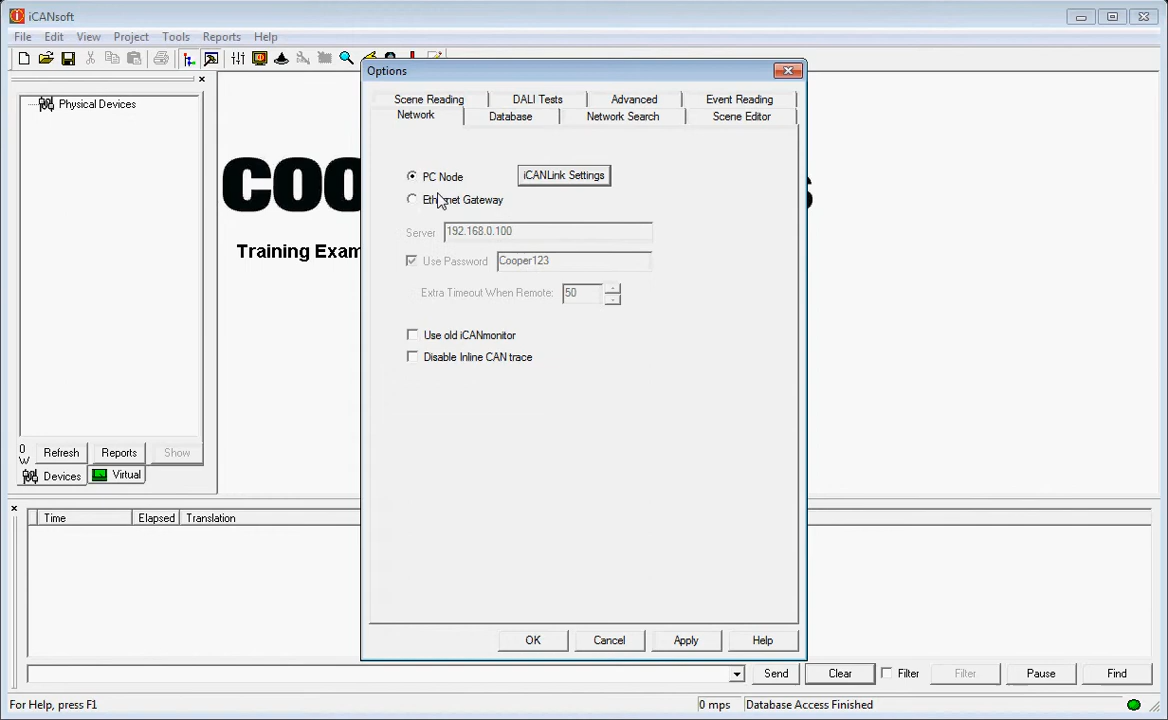 iCANsoft
File Edit View Project Tools Reports Help
Options
Physical Devices
Scene Reading DALI Tests Advanced Event Reading
Network Database Network Search Scene Editor
COO
Training Exam
PC Node iCANLink Settings
Ethernet Gateway
Server 192.168.0.100
Use Password Cooper123
Extra Timeout When Remote: 50
Use old iCANmonitor
Disable Inline CAN trace
0 W Refresh Reports Show
Devices Virtual
Time Elapsed Translation
OK Cancel Apply Help
Send Clear Filter Filter Pause Find
For Help, press F1 0 mps Database Access Finished